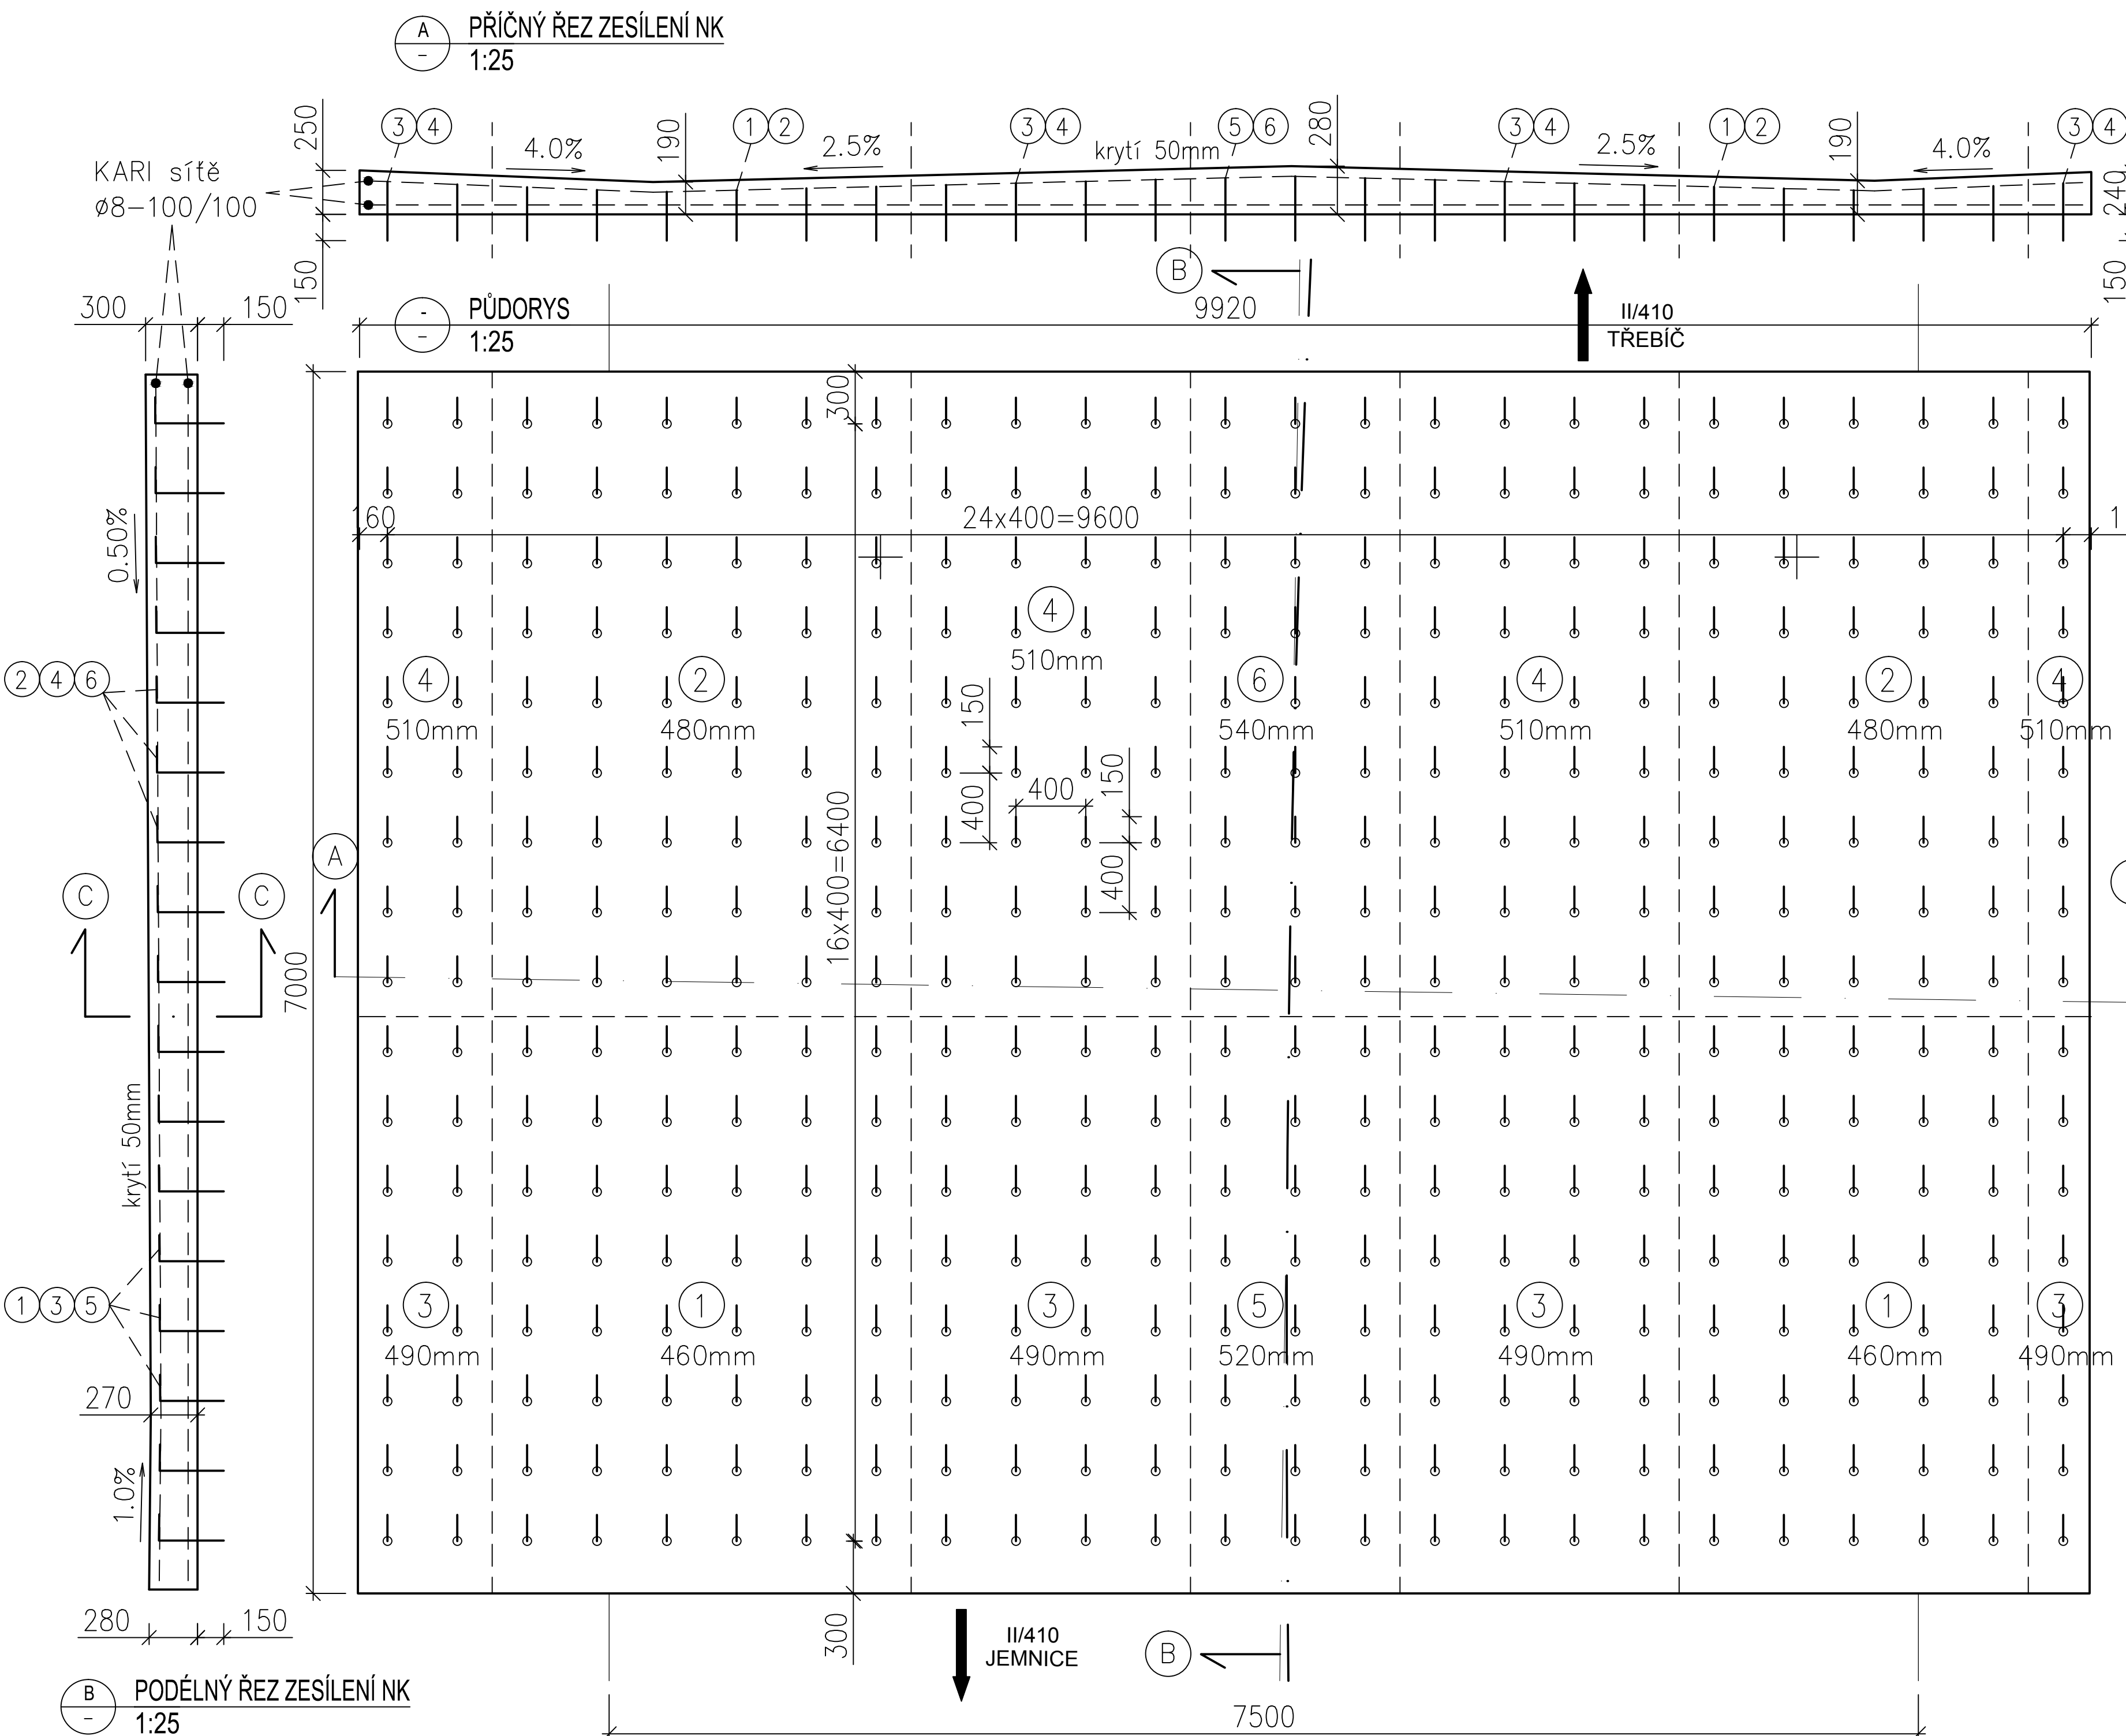 A
–
PŘÍČNÝ ŘEZ ZESÍLENÍ NK
1:25
250
3 4
4.0%
190
1 2
2.5%
3 4
krytí 50mm
5 6
280
3 4
2.5%
1 2
190
4.0%
3 4
240
KARI sítě
ø8–100/100
150
150
B
300
150
-
–
PŮDORYS
1:25
9920
II/410
TŘEBÍČ
300
0.50%
160
24x400=9600
1
4
510mm
2 4 6
4
510mm
2
480mm
6
540mm
4
510mm
2
480mm
4
510mm
150
400
400
150
400
16x400=6400
A
C
C
7000
krytí 50mm
1 3 5
3
490mm
1
460mm
3
490mm
5
520mm
3
490mm
1
460mm
3
490mm
270
1.0%
280
150
300
II/410
JEMNICE
B
B
–
PODÉLNÝ ŘEZ ZESÍLENÍ NK
1:25
7500